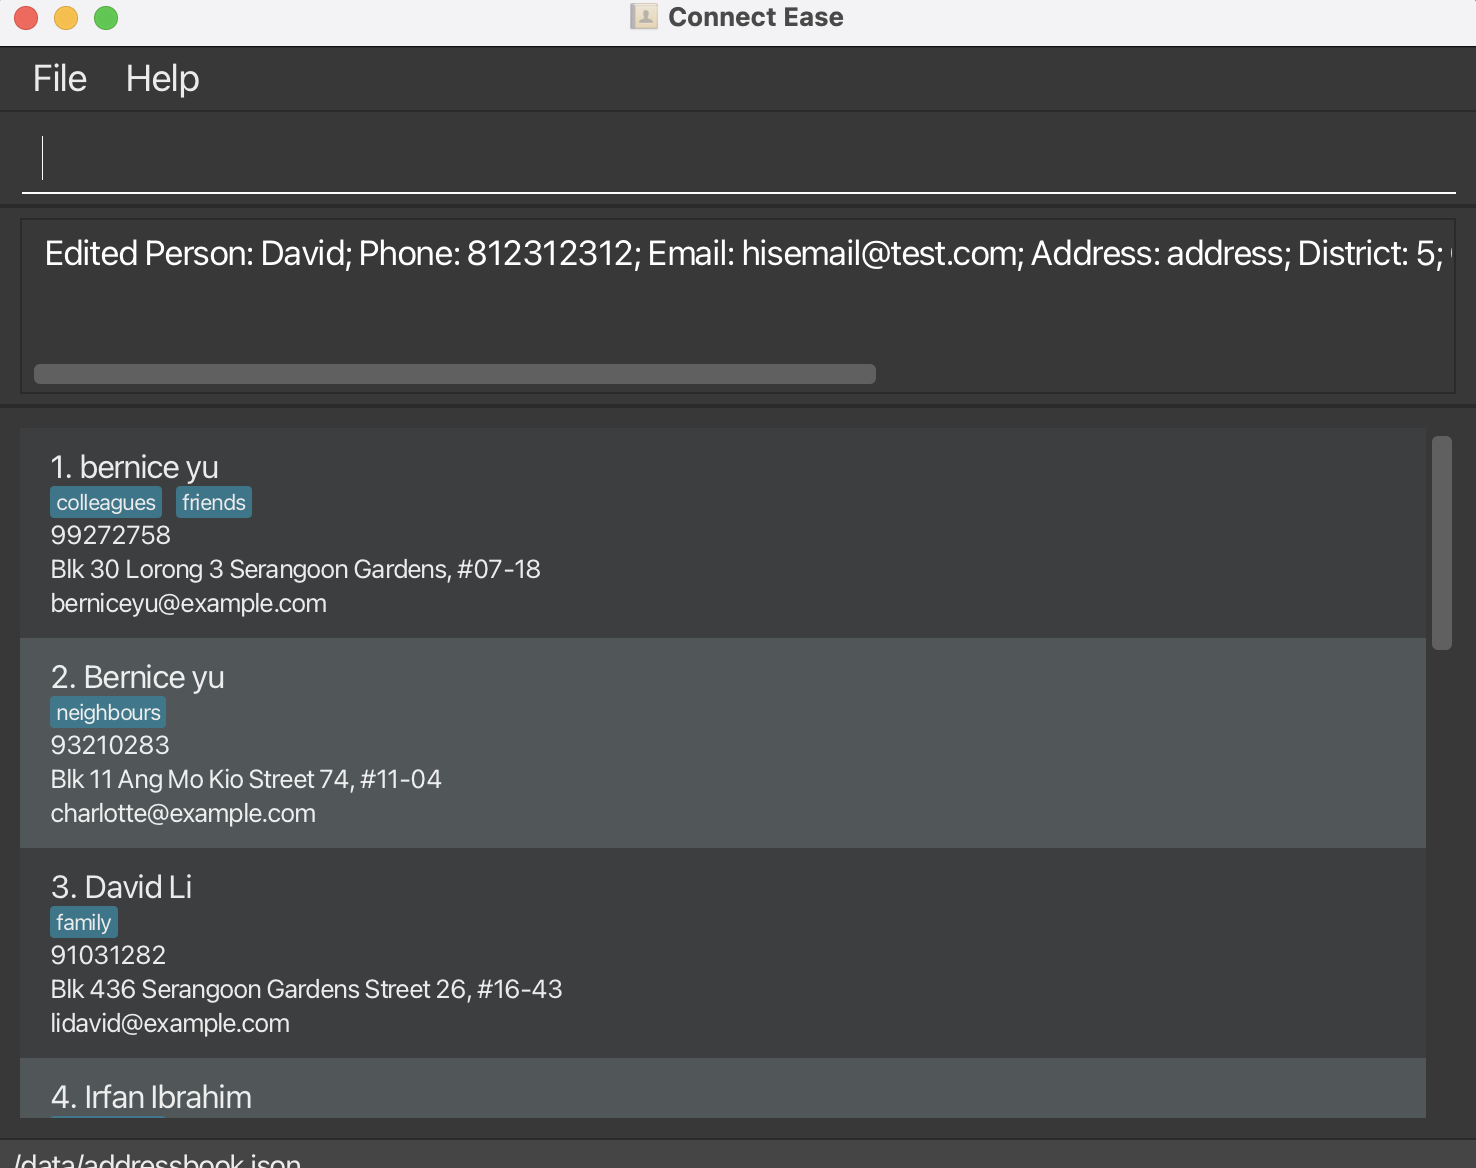 Connect Ease
File Help
Edited Person: David; Phone: 812312312; Email: hisemail@test.com; Address: address; District: 5;
1. bernice yu
colleagues friends
99272758
Blk 30 Lorong 3 Serangoon Gardens, #07-18
berniceyu@example.com
2. Bernice yu
neighbours
93210283
Blk 11 Ang Mo Kio Street 74, #11-04
charlotte@example.com
3. David Li
family
91031282
Blk 436 Serangoon Gardens Street 26, #16-43
lidavid@example.com
4. Irfan Ibrahim
/data/addressbook.json